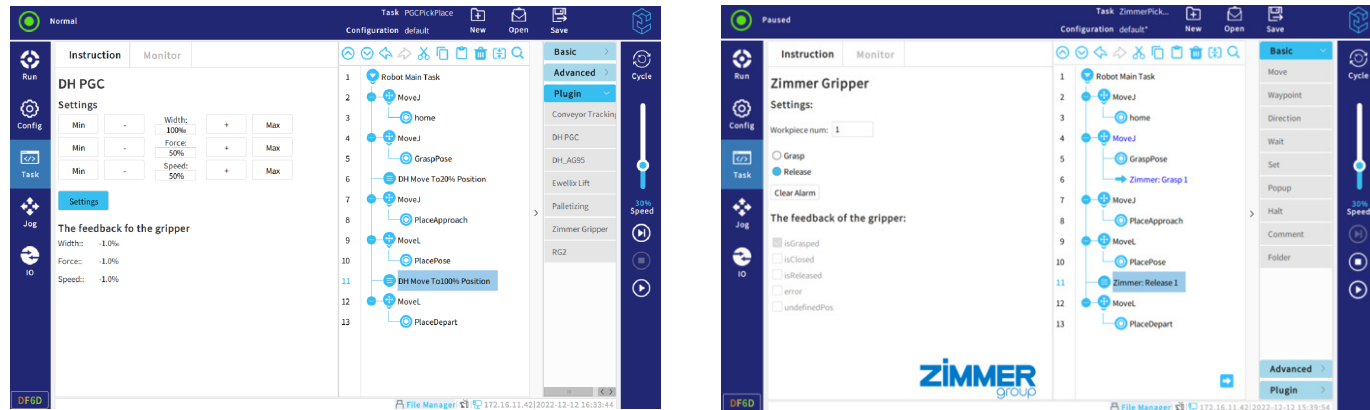 Normal
Task PGCPickPlace
Configuration default
New
Open
Save
Run
Config
Task
Jog
IO
DF6D
Instruction
Monitor
DH PGC
Settings
Min - Width: 100‰ + Max
Min - Force: 50% + Max
Min - Speed: 50% + Max
Settings
The feedback fo the gripper
Width:: -1.0‰
Force:: -1.0%
Speed:: -1.0%
1 Robot Main Task
2 MoveJ
3 home
4 MoveJ
5 GraspPose
6 DH Move To20% Position
7 MoveJ
8 PlaceApproach
9 MoveL
10 PlacePose
11 DH Move To100% Position
12 MoveL
13 PlaceDepart
Basic
Advanced
Plugin
Conveyor Tracking
DH PGC
DH_AG95
Ewellix Lift
Palletizing
Zimmer Gripper
RG2
Cycle
30%
Speed
File Manager 172.16.11.42|2022-12-12 16:33:44
Paused
Task ZimmerPick...
Configuration default*
New
Open
Save
Run
Config
Task
Jog
IO
DF6D
Instruction
Monitor
Zimmer Gripper
Settings:
Workpiece num: 1
Grasp
Release
Clear Alarm
The feedback of the gripper:
isGrasped
isClosed
isReleased
error
undefinedPos
ZIMMER
group
1 Robot Main Task
2 MoveJ
3 home
4 MoveJ
5 GraspPose
6 Zimmer: Grasp 1
7 MoveJ
8 PlaceApproach
9 MoveL
10 PlacePose
11 Zimmer: Release 1
12 MoveL
13 PlaceDepart
Basic
Move
Waypoint
Direction
Wait
Set
Popup
Halt
Comment
Folder
Advanced
Plugin
Cycle
30%
Speed
File Manager 172.16.11.42|2022-12-12 15:39:54